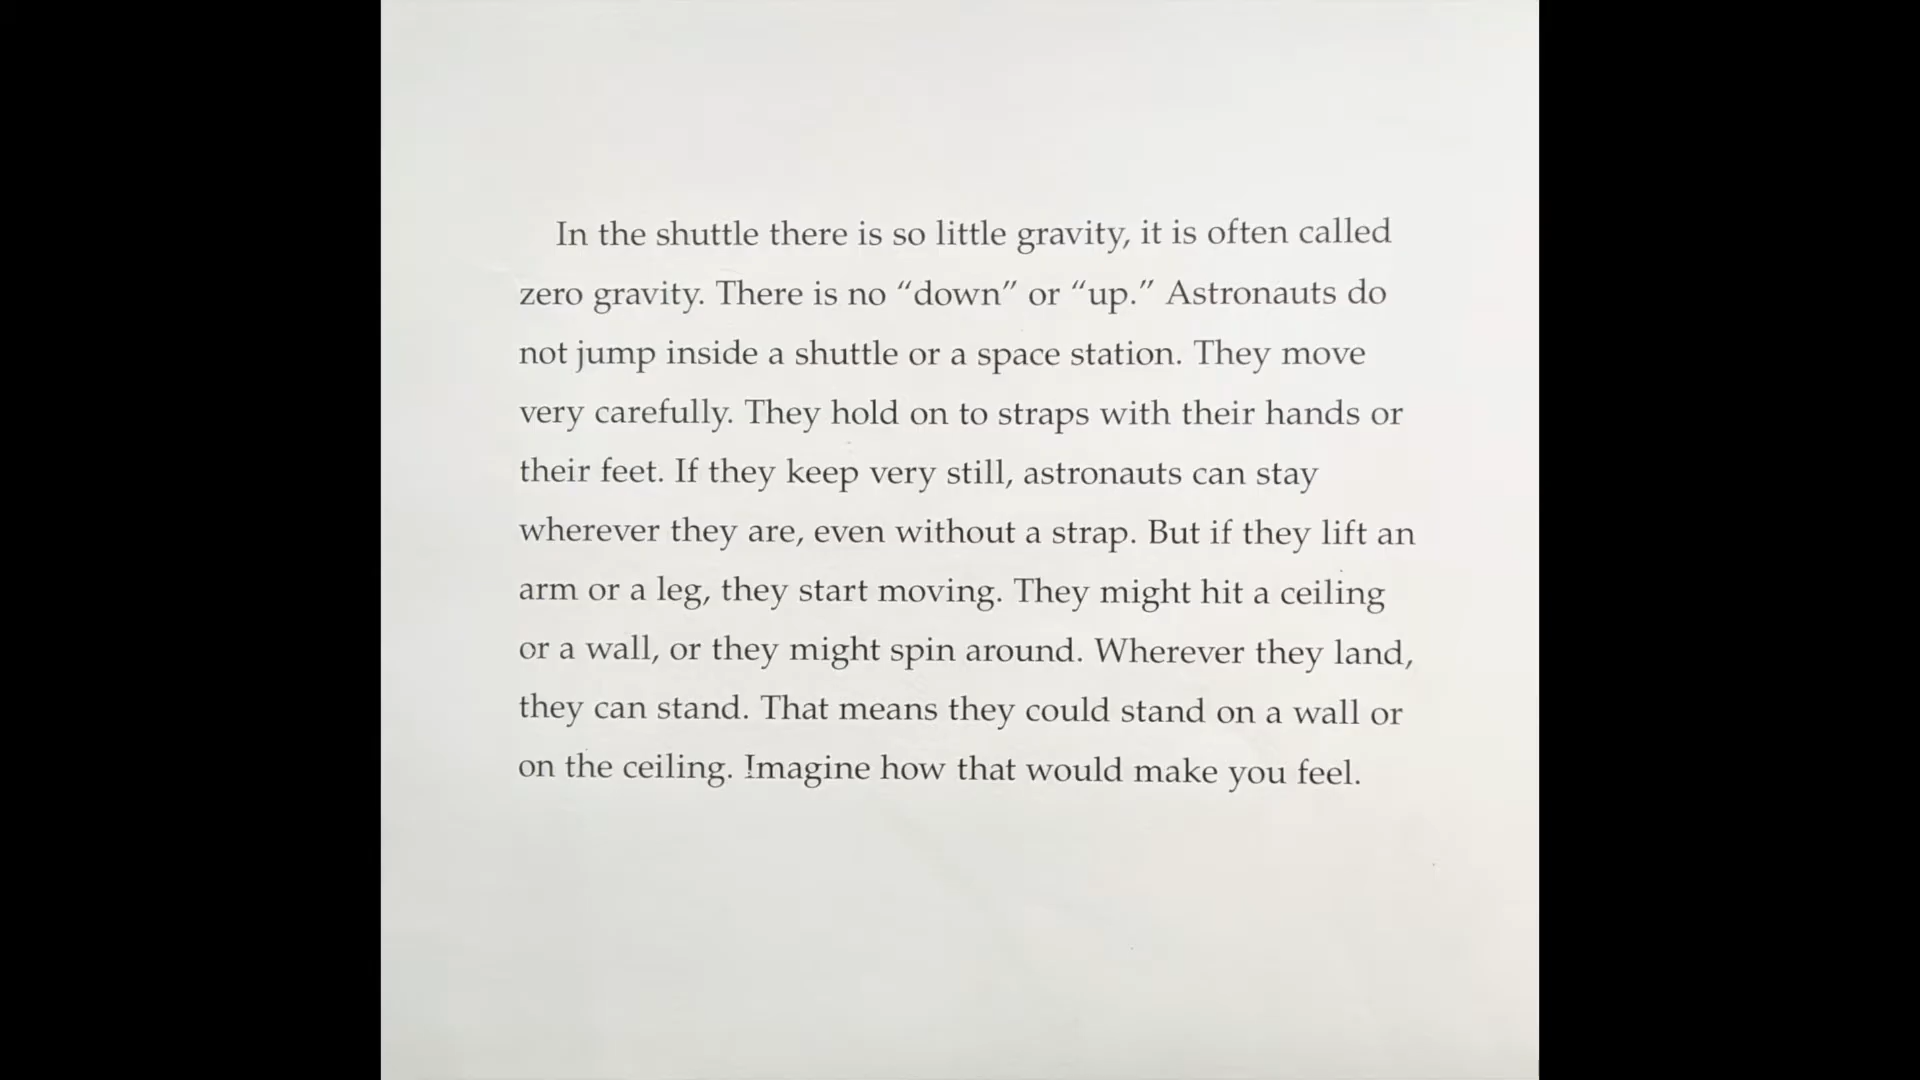 In the shuttle there is so little gravity, it is often called
zero gravity. There is no “down” or “up.” Astronauts do
not jump inside a shuttle or a space station. They move
very carefully. They hold on to straps with their hands or
their feet. If they keep very still, astronauts can stay
wherever they are, even without a strap. But if they lift an
arm or a leg, they start moving. They might hit a ceiling
or a wall, or they might spin around. Wherever they land,
they can stand. That means they could stand on a wall or
on the ceiling. Imagine how that would make you feel.